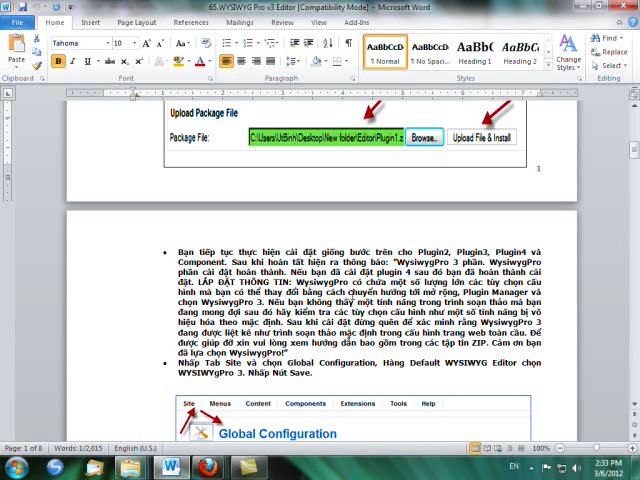 65.WYSIWYG Pro v3 Editor [Compatibility Mode] - Microsoft Word
File Home Insert Page Layout References Mailings Review View Add-Ins
Paste
Tahoma 10
Clipboard Font Paragraph Styles Editing
AaBbCcD AaBbCcD AaBbC AaBbCc
¶ Normal ¶ No Spaci... Heading 1 Heading 2
Change Styles
Find
Replace
Select
Upload Package File
Package File: C:\Users\UtBinh\Desktop\New folder\Editor\Plugin1.z Browse... Upload File & Install
1
• Bạn tiếp tục thực hiện cài đặt giống bước trên cho Plugin2, Plugin3, Plugin4 và
Component. Sau khi hoàn tất hiện ra thông báo: "WysiwygPro 3 phần. WysiwygPro
phần cài đặt hoàn thành. Nếu bạn đã cài đặt plugin 4 sau đó bạn đã hoàn thành cài
đặt. LẮP ĐẶT THÔNG TIN: WysiwygPro có chứa một số lượng lớn các tùy chọn cấu
hình mà bạn có thể thay đổi bằng cách chuyển hướng tới mở rộng, Plugin Manager và
chọn WysiwygPro 3. Nếu bạn không thấy một tính năng trong trình soạn thảo mà bạn
đang mong đợi sau đó hãy kiểm tra các tùy chọn cấu hình như một số tính năng bị vô
hiệu hóa theo mặc định. Sau khi cài đặt đừng quên để xác minh rằng WysiwygPro 3
đang được liệt kê như trình soạn thảo mặc định trong cấu hình trang web toàn cầu. Để
được giúp đỡ xin vui lòng xem hướng dẫn bao gồm trong các tập tin ZIP. Cảm ơn bạn
đã lựa chọn WysiwygPro!"
• Nhấp Tab Site và chọn Global Configuration, Hàng Default WYSIWYG Editor chọn
WYSIWYgPro 3. Nhấp Nút Save.
Site Menus Content Components Extensions Tools Help
Global Configuration
Page: 1 of 8 Words: 1/2,015 English (U.S.) 100%
EN 2:33 PM
3/6/2012